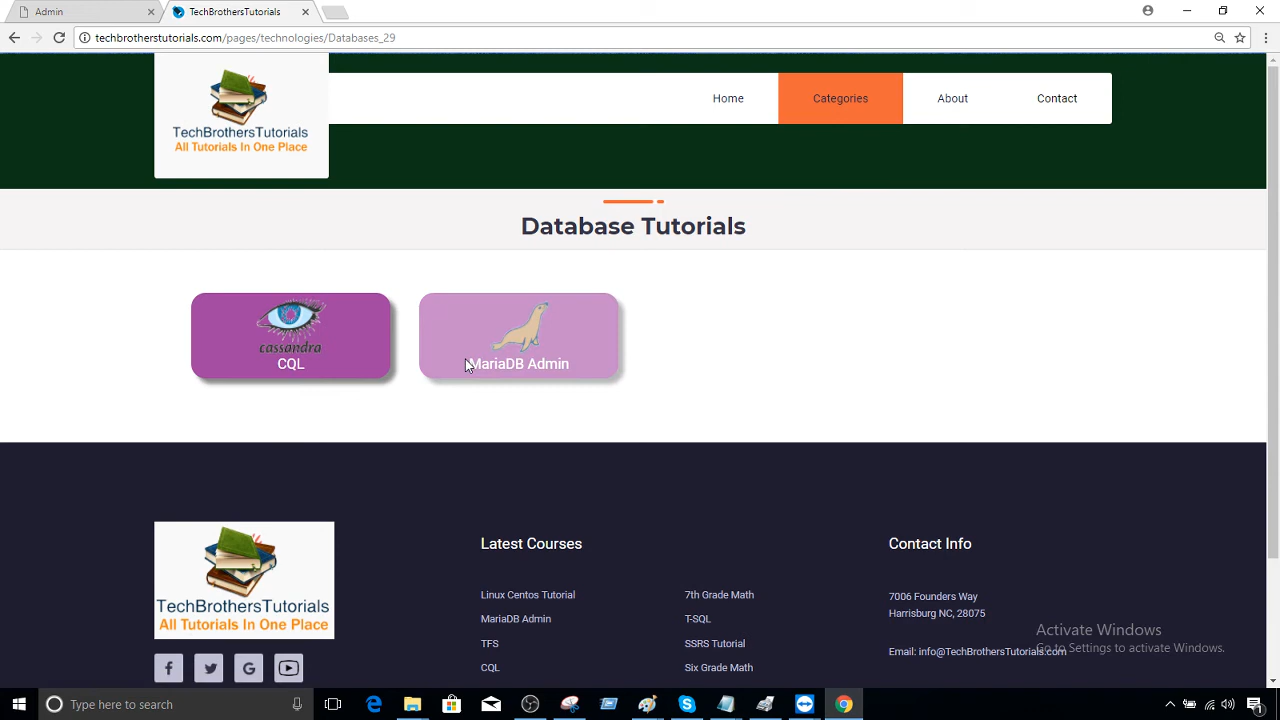 Admin
TechBrothersTutorials
techbrotherstutorials.com/pages/technologies/Databases_29
TechBrothersTutorials
All Tutorials In One Place
Home
Categories
About
Contact
Database Tutorials
cassandra
CQL
MariaDB Admin
TechBrothersTutorials
All Tutorials In One Place
Latest Courses
Linux Centos Tutorial
MariaDB Admin
TFS
CQL
7th Grade Math
T-SQL
SSRS Tutorial
Six Grade Math
Contact Info
7006 Founders Way
Harrisburg NC, 28075
Email: info@TechBrothersTutorials.com
Activate Windows
Go to Settings to activate Windows.
Type here to search